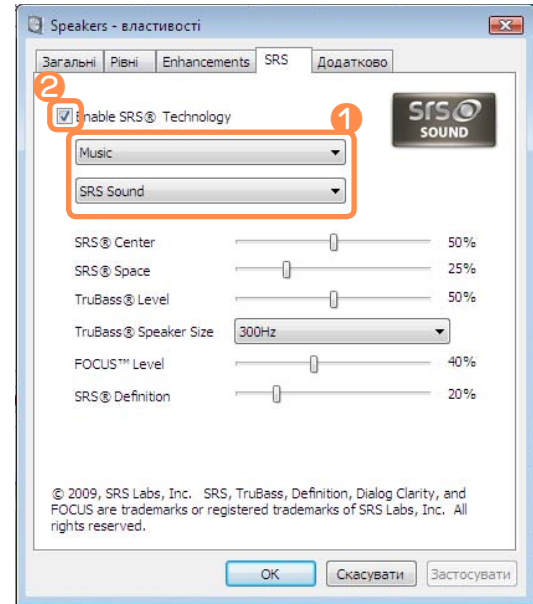 Speakers - властивості
Загальні Рівні Enhancements SRS Додатково
2
Enable SRS® Technology
1
SRS
SOUND
Music
SRS Sound
SRS® Center 50%
SRS® Space 25%
TruBass® Level 50%
TruBass® Speaker Size 300Hz
FOCUS™ Level 40%
SRS® Definition 20%
© 2009, SRS Labs, Inc. SRS, TruBass, Definition, Dialog Clarity, and
FOCUS are trademarks or registered trademarks of SRS Labs, Inc. All
rights reserved.
OK Скасувати Застосувати